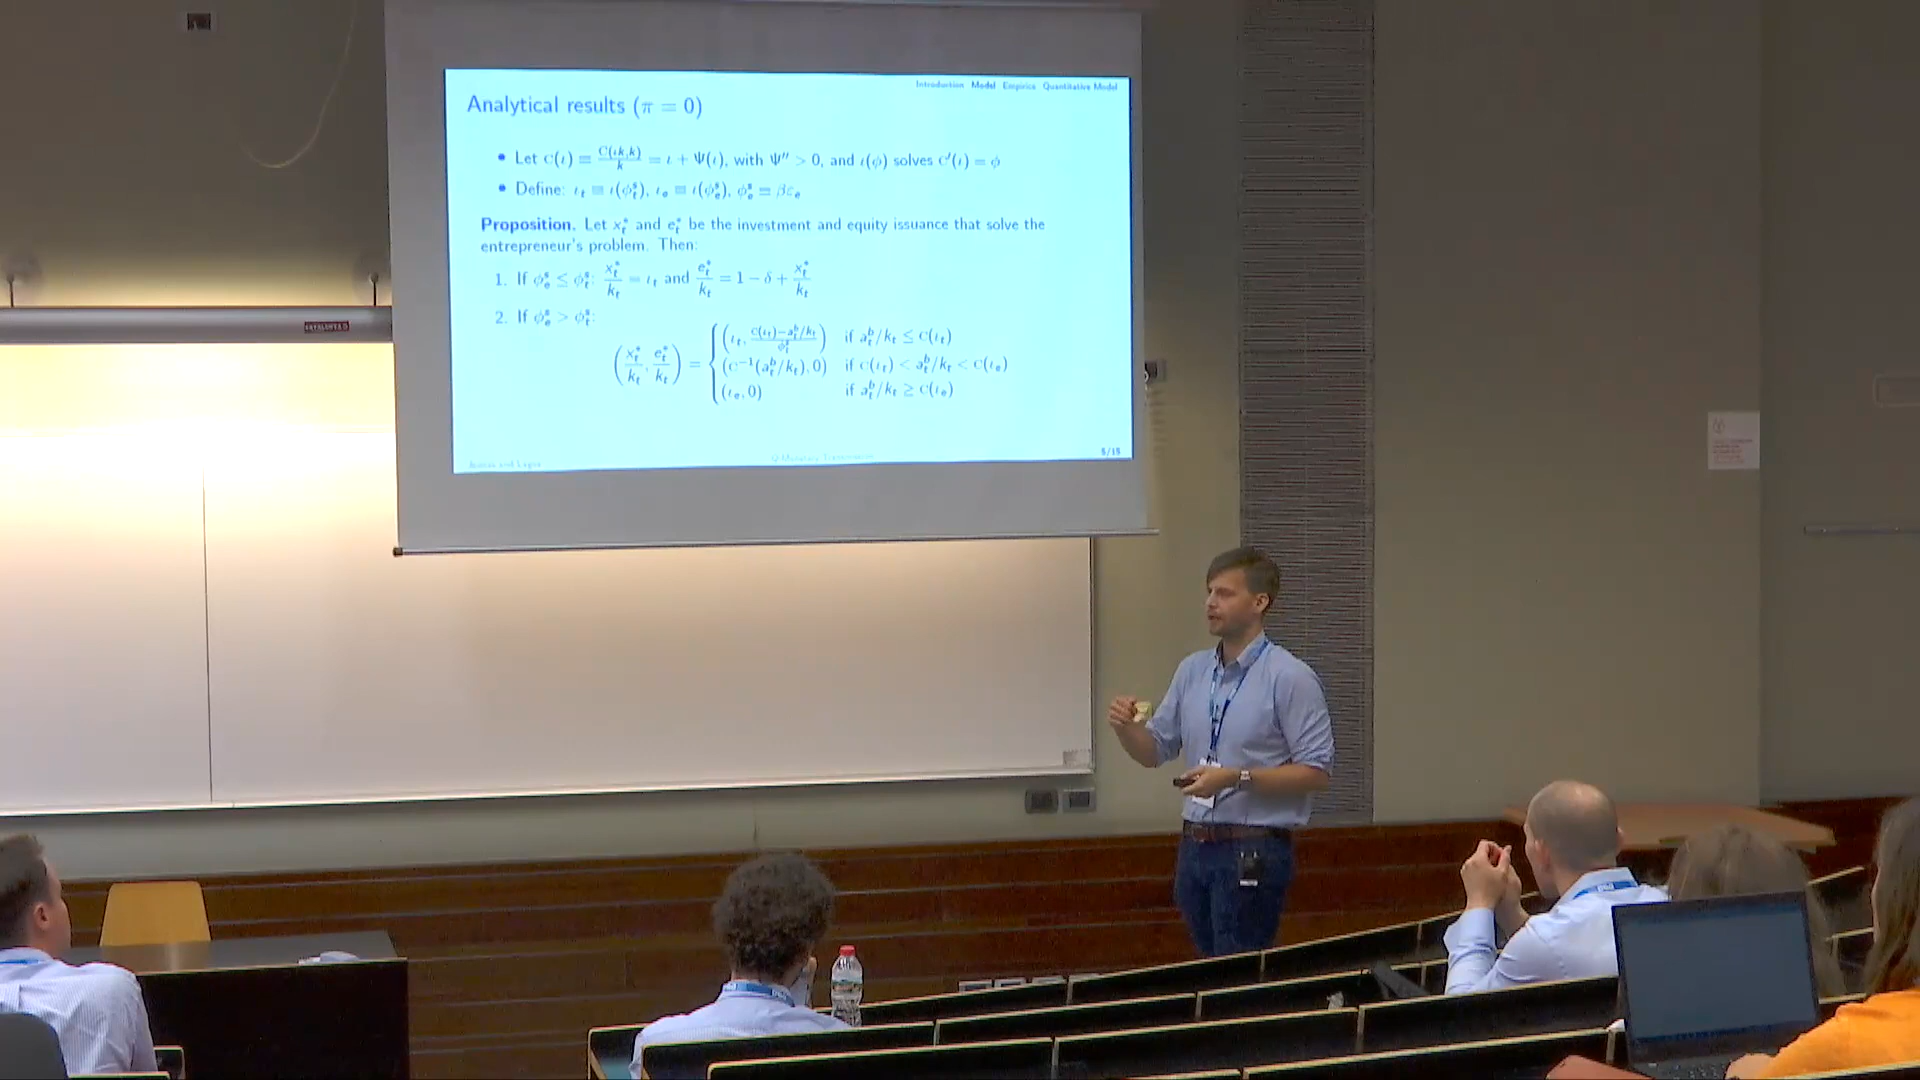 Introduction Model Empirics Quantitative Model
Analytical results (π = 0)
• Let C(ι) ≡ C(ιk,k)/k = ι + Ψ(ι), with Ψ'' > 0, and ι(ϕ) solves C'(ι) = ϕ
• Define: ι_t ≡ ι(ϕ_t^s), ι_e ≡ ι(ϕ_e^s), ϕ_e^s ≡ βε_e
Proposition. Let x_t^* and e_t^* be the investment and equity issuance that solve the
entrepreneur's problem. Then:
1. If ϕ_e^s ≤ ϕ_t^s: x_t^*/k_t = ι_t and e_t^*/k_t = 1 − δ + x_t^*/k_t
2. If ϕ_e^s > ϕ_t^s:
(x_t^*/k_t, e_t^*/k_t) = { (ι_t, (C(ι_t)−a_t^b/k_t)/ϕ_t^s) if a_t^b/k_t ≤ C(ι_t)
(C^−1(a_t^b/k_t), 0) if C(ι_t) < a_t^b/k_t < C(ι_e)
(ι_e, 0) if a_t^b/k_t ≥ C(ι_e)
and Lagos Q-Monetary Transmission 5/15